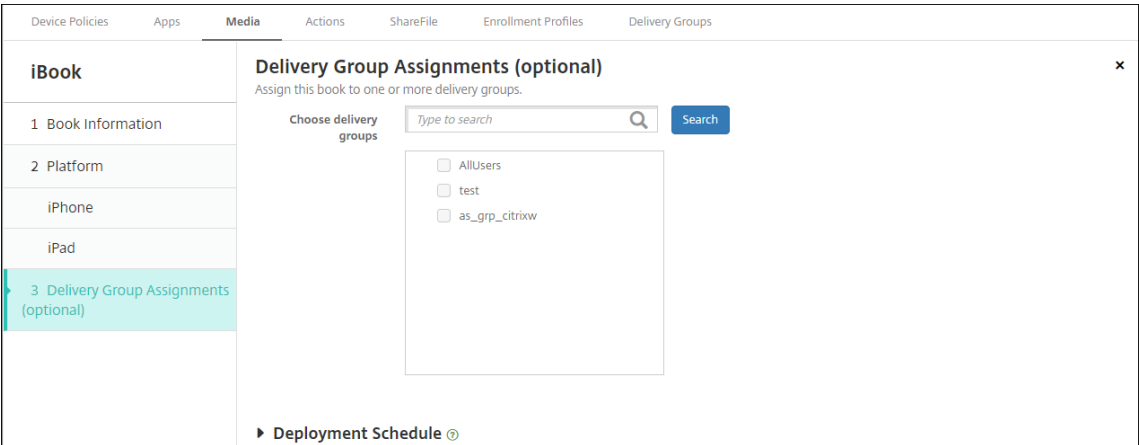 Device Policies Apps Media Actions ShareFile Enrollment Profiles Delivery Groups
iBook
1 Book Information
2 Platform
iPhone
iPad
3 Delivery Group Assignments
(optional)
Delivery Group Assignments (optional)
Assign this book to one or more delivery groups.
Choose delivery
groups
Type to search
Search
AllUsers
test
as_grp_citrixw
Deployment Schedule ?